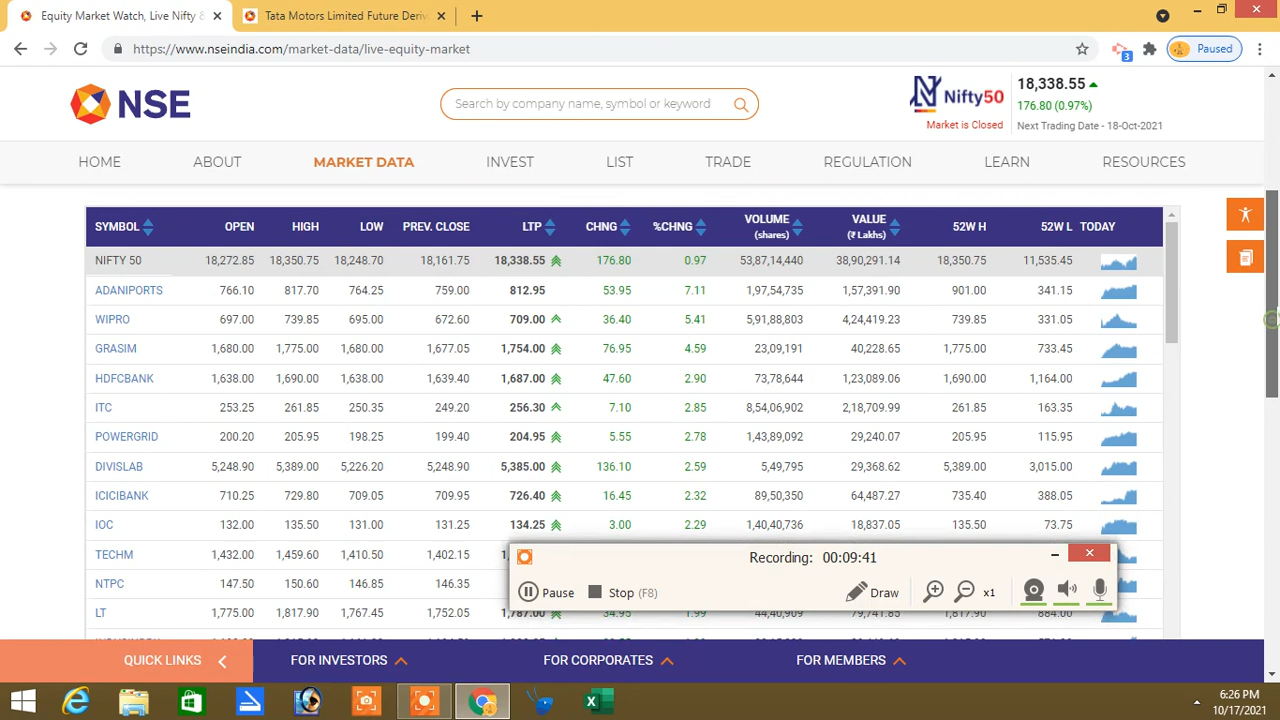 Equity Market Watch, Live Nifty &
Tata Motors Limited Future Deriv
https://www.nseindia.com/market-data/live-equity-market
3
Paused
NSE
Search by company name, symbol or keyword
Nifty50
18,338.55
176.80 (0.97%)
Market is Closed
Next Trading Date - 18-Oct-2021
HOME ABOUT MARKET DATA INVEST LIST TRADE REGULATION LEARN RESOURCES
SYMBOL OPEN HIGH LOW PREV. CLOSE LTP CHNG %CHNG VOLUME (shares) VALUE (₹ Lakhs) 52W H 52W L TODAY
NIFTY 50 18,272.85 18,350.75 18,248.70 18,161.75 18,338.55 176.80 0.97 53,87,14,440 38,90,291.14 18,350.75 11,535.45
ADANIPORTS 766.10 817.70 764.25 759.00 812.95 53.95 7.11 1,97,54,735 1,57,391.90 901.00 341.15
WIPRO 697.00 739.85 695.00 672.60 709.00 36.40 5.41 5,91,88,803 4,24,419.23 739.85 331.05
GRASIM 1,680.00 1,775.00 1,680.00 1,677.05 1,754.00 76.95 4.59 23,09,191 40,228.65 1,775.00 733.45
HDFCBANK 1,638.00 1,690.00 1,638.00 1,639.40 1,687.00 47.60 2.90 73,78,644 1,23,089.06 1,690.00 1,164.00
ITC 253.25 261.85 250.35 249.20 256.30 7.10 2.85 8,54,06,902 2,18,709.99 261.85 163.35
POWERGRID 200.20 205.95 198.25 199.40 204.95 5.55 2.78 1,43,89,092 29,240.07 205.95 115.95
DIVISLAB 5,248.90 5,389.00 5,226.20 5,248.90 5,385.00 136.10 2.59 5,49,795 29,368.62 5,389.00 3,015.00
ICICIBANK 710.25 729.80 709.05 709.95 726.40 16.45 2.32 89,50,350 64,487.27 735.40 388.05
IOC 132.00 135.50 131.00 131.25 134.25 3.00 2.29 1,40,40,736 18,837.05 135.50 73.75
TECHM 1,432.00 1,459.60 1,410.50 1,402.15
NTPC 147.50 150.60 146.85 146.35
LT 1,775.00 1,817.90 1,767.45 1,752.05 1,787.00 34.95 1.99 44,40,909 79,741.85 1,817.90 884.00
Recording: 00:09:41
Pause Stop (F8) Draw x1
QUICK LINKS FOR INVESTORS FOR CORPORATES FOR MEMBERS
6:26 PM
10/17/2021